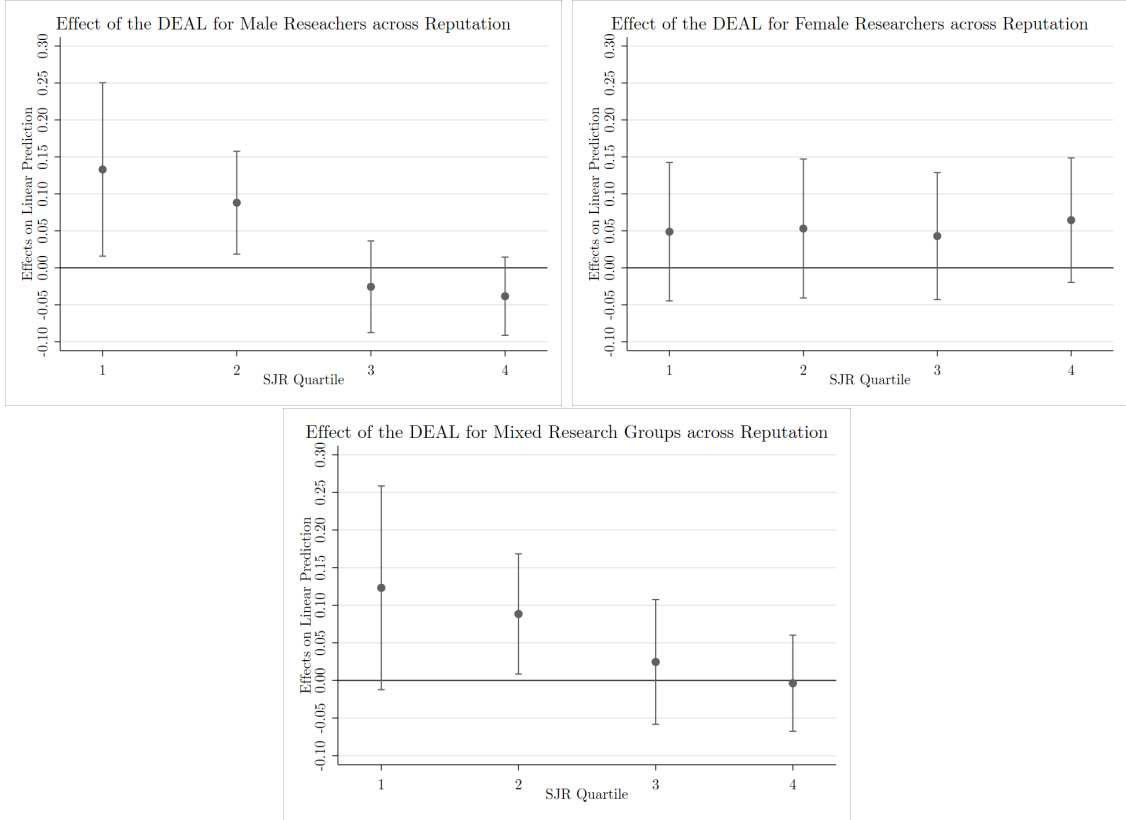 Effect of the DEAL for Male Reseachers across Reputation
Effects on Linear Prediction
0.30
0.25
0.20
0.15
0.10
0.05
0.00
-0.05
-0.10
1 2 3 4
SJR Quartile
Effect of the DEAL for Female Researchers across Reputation
Effects on Linear Prediction
0.30
0.25
0.20
0.15
0.10
0.05
0.00
-0.05
-0.10
1 2 3 4
SJR Quartile
Effect of the DEAL for Mixed Research Groups across Reputation
Effects on Linear Prediction
0.30
0.25
0.20
0.15
0.10
0.05
0.00
-0.05
-0.10
1 2 3 4
SJR Quartile